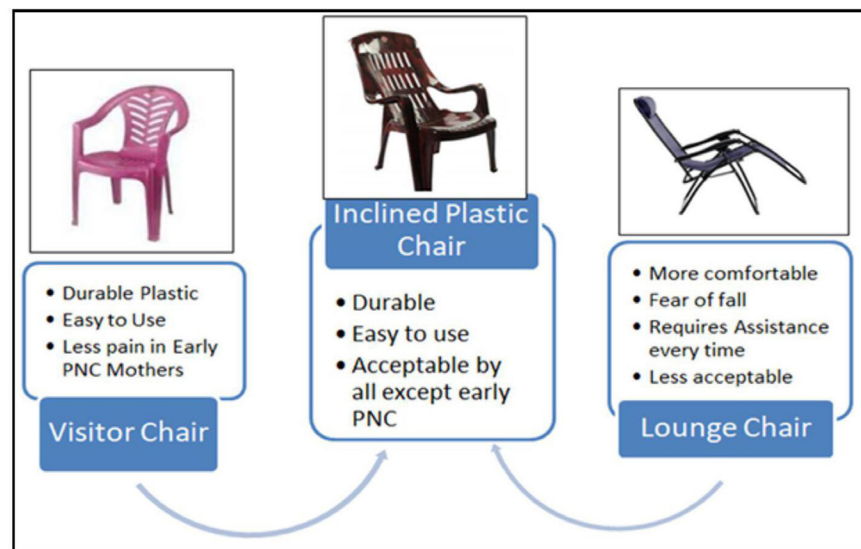 • Durable Plastic
• Easy to Use
• Less pain in Early
PNC Mothers
Visitor Chair
Inclined Plastic
Chair
• Durable
• Easy to use
• Acceptable by
all except early
PNC
• More comfortable
• Fear of fall
• Requires Assistance
every time
• Less acceptable
Lounge Chair